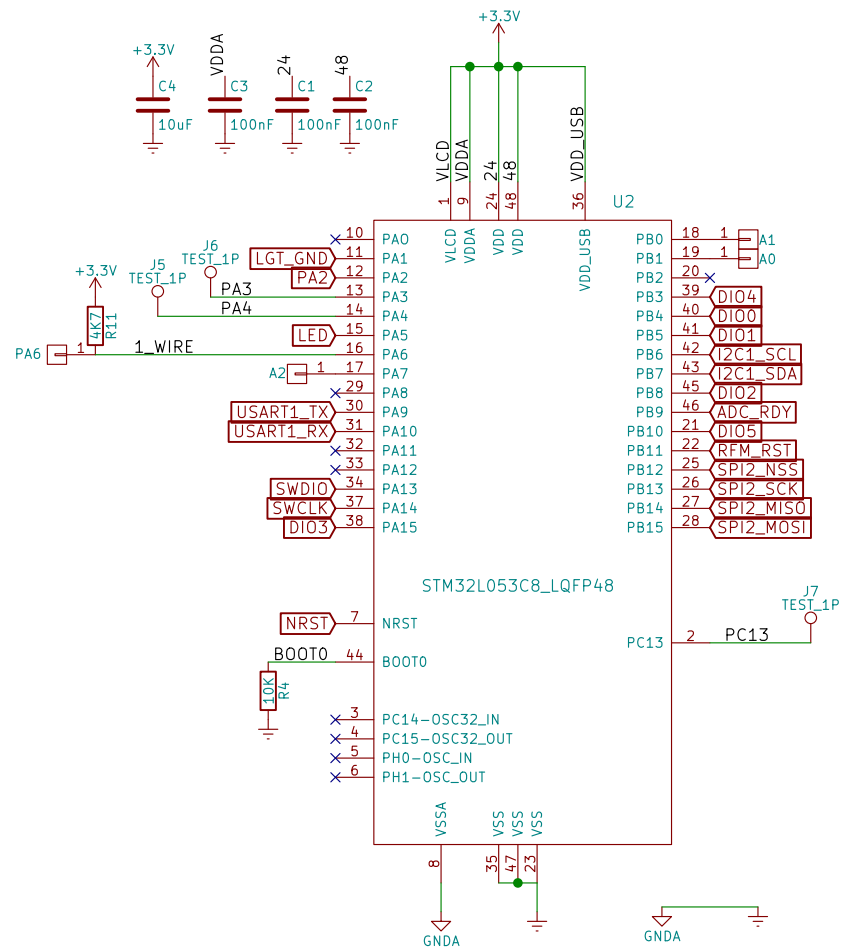 +3.3V
+3.3V
VDDA
24
48
C4
C3
C1
C2
10uF
100nF
100nF
100nF
VLCD
VDDA
24
48
VDD_USB
1
9
24
48
36
U2
VLCD
VDDA
VDD
VDD
VDD_USB
10 PA0
LGT_GND 11 PA1
PA2 12 PA2
J6
TEST_1P
PA3 13 PA3
J5
TEST_1P
PA4 14 PA4
LED 15 PA5
+3.3V
4K7
R11
PA6 1 1_WIRE 16 PA6
A2 1 17 PA7
29 PA8
USART1_TX 30 PA9
USART1_RX 31 PA10
32 PA11
33 PA12
SWDIO 34 PA13
SWCLK 37 PA14
DIO3 38 PA15
PB0 18 1 A1
PB1 19 1 A0
PB2 20
PB3 39 DIO4
PB4 40 DIO0
PB5 41 DIO1
PB6 42 I2C1_SCL
PB7 43 I2C1_SDA
PB8 45 DIO2
PB9 46 ADC_RDY
PB10 21 DIO5
PB11 22 RFM_RST
PB12 25 SPI2_NSS
PB13 26 SPI2_SCK
PB14 27 SPI2_MISO
PB15 28 SPI2_MOSI
STM32L053C8_LQFP48
J7
TEST_1P
NRST 7 NRST
PC13 2 PC13
BOOT0 44 BOOT0
10K
R4
3 PC14-OSC32_IN
4 PC15-OSC32_OUT
5 PH0-OSC_IN
6 PH1-OSC_OUT
VSSA
VSS
VSS
VSS
8
35
47
23
GNDA
GNDA